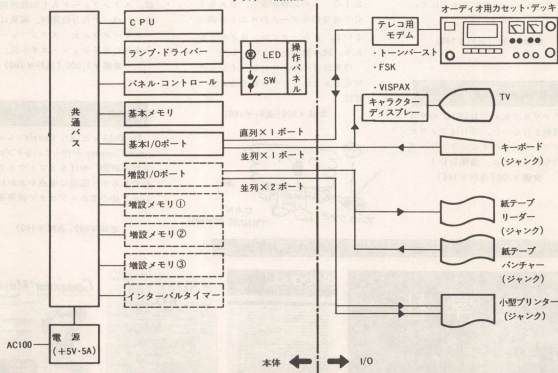 CPU
ランプ・ドライバー
パネル・コントロール
LED
SW
操作パネル
基本メモリ
基本I/Oポート
増設I/Oポート
増設メモリ①
増設メモリ②
増設メモリ③
インターバルタイマー
共通バス
AC100
電源
(+5V・5A)
直列×1ポート
並列×1ポート
並列×2ポート
本体
I/O
テレコ用モデム
・トーンバースト
・FSK
・VISPAX
オーディオ用カセット・デッキ
キャラクターディスプレー
TV
キーボード
(ジャンク)
紙テープリーダー
(ジャンク)
紙テープパンチャー
(ジャンク)
小型プリンター
(ジャンク)